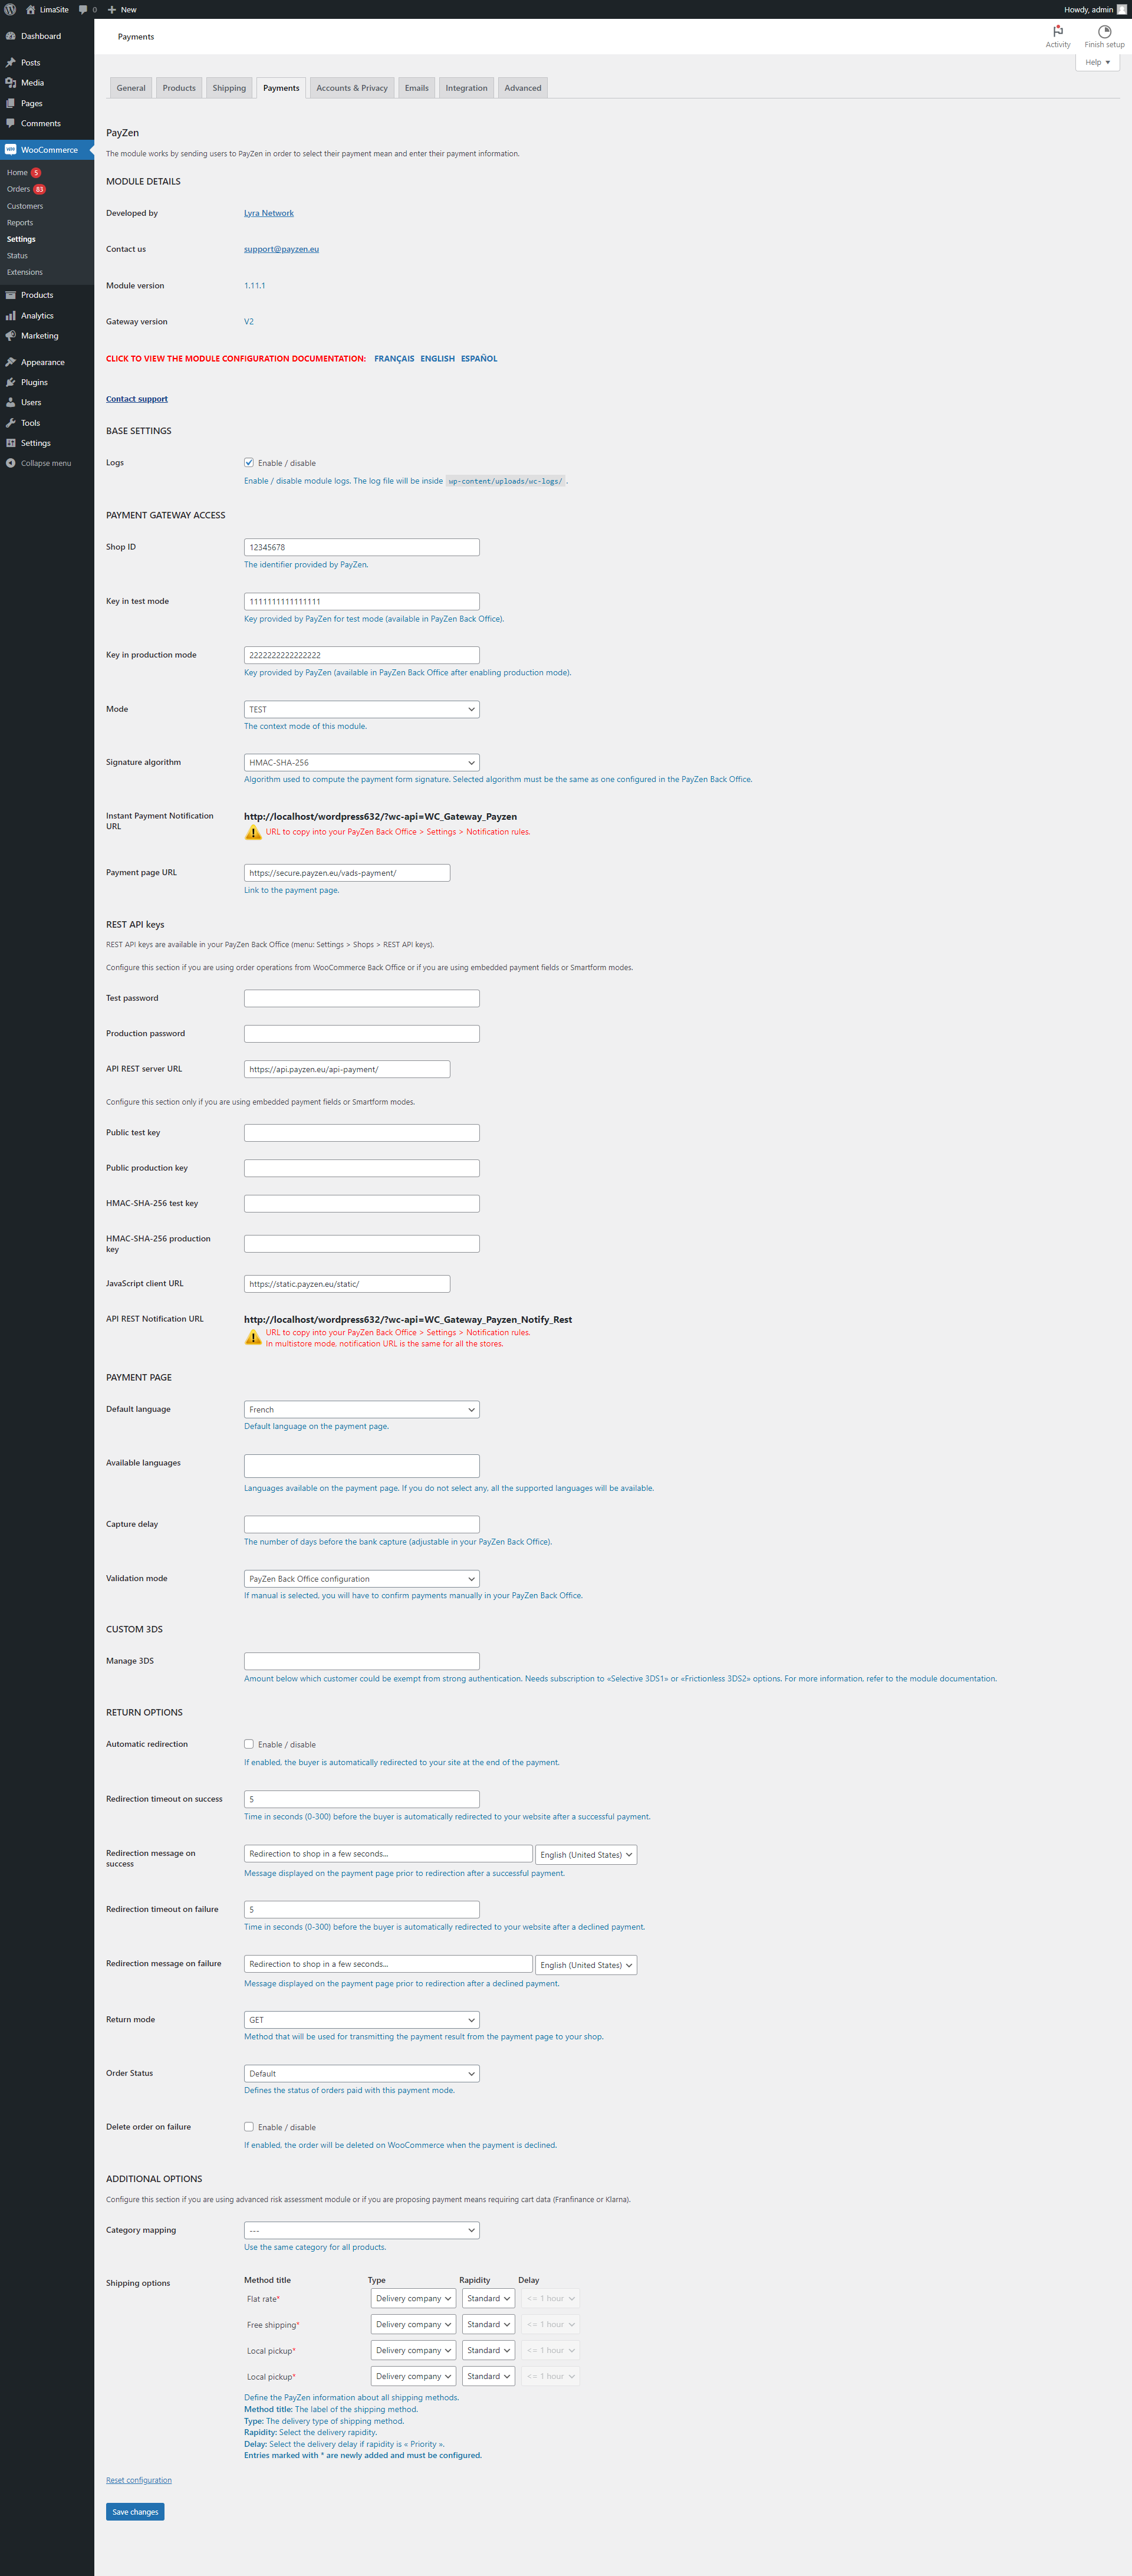 LimaSite
0
New
Howdy, admin
Dashboard
Posts
Media
Pages
Comments
WooCommerce
Home 5
Orders 83
Customers
Reports
Settings
Status
Extensions
Products
Analytics
Marketing
Appearance
Plugins
Users
Tools
Settings
Collapse menu
Payments
Activity
Finish setup
Help
General
Products
Shipping
Payments
Accounts & Privacy
Emails
Integration
Advanced
PayZen
The module works by sending users to PayZen in order to select their payment mean and enter their payment information.
MODULE DETAILS
Developed by
Lyra Network
Contact us
support@payzen.eu
Module version
1.11.1
Gateway version
V2
CLICK TO VIEW THE MODULE CONFIGURATION DOCUMENTATION: FRANÇAIS ENGLISH ESPAÑOL
Contact support
BASE SETTINGS
Logs
Enable / disable
Enable / disable module logs. The log file will be inside wp-content/uploads/wc-logs/ .
PAYMENT GATEWAY ACCESS
Shop ID
12345678
The identifier provided by PayZen.
Key in test mode
1111111111111111
Key provided by PayZen for test mode (available in PayZen Back Office).
Key in production mode
2222222222222222
Key provided by PayZen (available in PayZen Back Office after enabling production mode).
Mode
TEST
The context mode of this module.
Signature algorithm
HMAC-SHA-256
Algorithm used to compute the payment form signature. Selected algorithm must be the same as one configured in the PayZen Back Office.
Instant Payment Notification
URL
http://localhost/wordpress632/?wc-api=WC_Gateway_Payzen
URL to copy into your PayZen Back Office > Settings > Notification rules.
Payment page URL
https://secure.payzen.eu/vads-payment/
Link to the payment page.
REST API keys
REST API keys are available in your PayZen Back Office (menu: Settings > Shops > REST API keys).
Configure this section if you are using order operations from WooCommerce Back Office or if you are using embedded payment fields or Smartform modes.
Test password
Production password
API REST server URL
https://api.payzen.eu/api-payment/
Configure this section only if you are using embedded payment fields or Smartform modes.
Public test key
Public production key
HMAC-SHA-256 test key
HMAC-SHA-256 production
key
JavaScript client URL
https://static.payzen.eu/static/
API REST Notification URL
http://localhost/wordpress632/?wc-api=WC_Gateway_Payzen_Notify_Rest
URL to copy into your PayZen Back Office > Settings > Notification rules.
In multistore mode, notification URL is the same for all the stores.
PAYMENT PAGE
Default language
French
Default language on the payment page.
Available languages
Languages available on the payment page. If you do not select any, all the supported languages will be available.
Capture delay
The number of days before the bank capture (adjustable in your PayZen Back Office).
Validation mode
PayZen Back Office configuration
If manual is selected, you will have to confirm payments manually in your PayZen Back Office.
CUSTOM 3DS
Manage 3DS
Amount below which customer could be exempt from strong authentication. Needs subscription to «Selective 3DS1» or «Frictionless 3DS2» options. For more information, refer to the module documentation.
RETURN OPTIONS
Automatic redirection
Enable / disable
If enabled, the buyer is automatically redirected to your site at the end of the payment.
Redirection timeout on success
5
Time in seconds (0-300) before the buyer is automatically redirected to your website after a successful payment.
Redirection message on
success
Redirection to shop in a few seconds...
English (United States)
Message displayed on the payment page prior to redirection after a successful payment.
Redirection timeout on failure
5
Time in seconds (0-300) before the buyer is automatically redirected to your website after a declined payment.
Redirection message on failure
Redirection to shop in a few seconds...
English (United States)
Message displayed on the payment page prior to redirection after a declined payment.
Return mode
GET
Method that will be used for transmitting the payment result from the payment page to your shop.
Order Status
Default
Defines the status of orders paid with this payment mode.
Delete order on failure
Enable / disable
If enabled, the order will be deleted on WooCommerce when the payment is declined.
ADDITIONAL OPTIONS
Configure this section if you are using advanced risk assessment module or if you are proposing payment means requiring cart data (Franfinance or Klarna).
Category mapping
---
Use the same category for all products.
Shipping options
Method title Type Rapidity Delay
Flat rate* Delivery company Standard <= 1 hour
Free shipping* Delivery company Standard <= 1 hour
Local pickup* Delivery company Standard <= 1 hour
Local pickup* Delivery company Standard <= 1 hour
Define the PayZen information about all shipping methods.
Method title: The label of the shipping method.
Type: The delivery type of shipping method.
Rapidity: Select the delivery rapidity.
Delay: Select the delivery delay if rapidity is « Priority ».
Entries marked with * are newly added and must be configured.
Reset configuration
Save changes